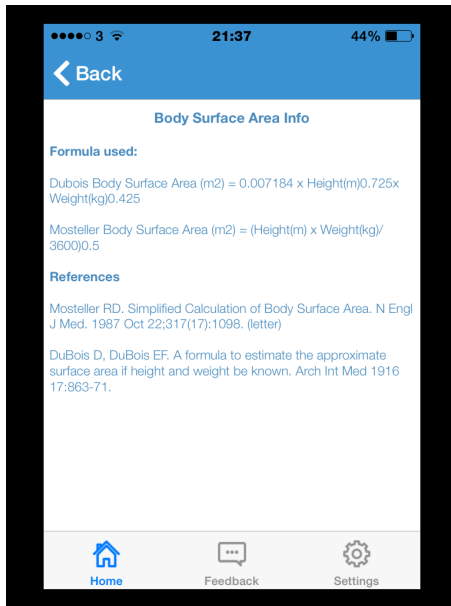 3 21:37 44%
Back
Body Surface Area Info
Formula used:
Dubois Body Surface Area (m2) = 0.007184 x Height(m)0.725x
Weight(kg)0.425
Mosteller Body Surface Area (m2) = (Height(m) x Weight(kg)/
3600)0.5
References
Mosteller RD. Simplified Calculation of Body Surface Area. N Engl
J Med. 1987 Oct 22;317(17):1098. (letter)
DuBois D, DuBois EF. A formula to estimate the approximate
surface area if height and weight be known. Arch Int Med 1916
17:863-71.
Home Feedback Settings